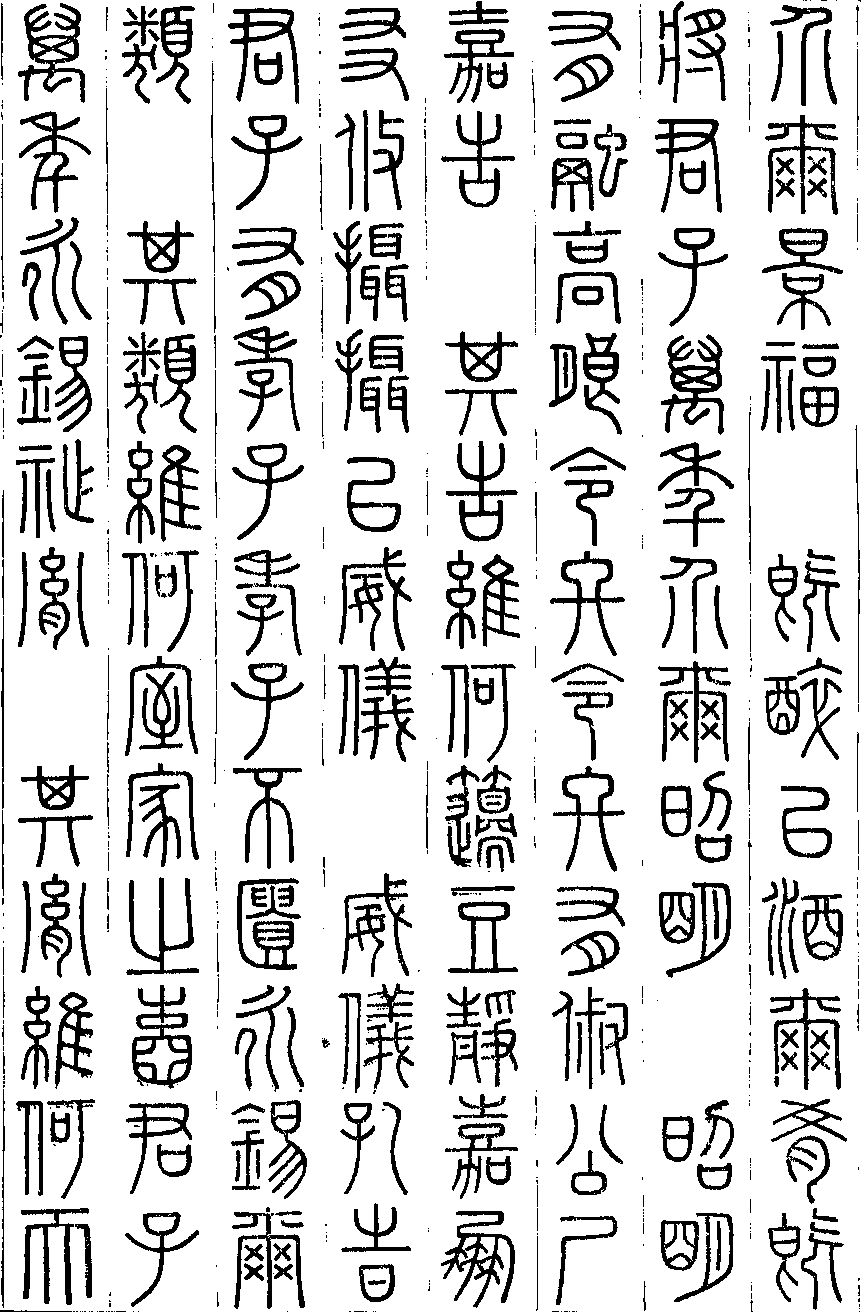 介爾景福　既醉以酒爾殽既
將君子萬年介爾昭明　昭明
有融高朗令終令終有俶公尸
嘉告　其告維何籩豆靜嘉朋
友攸攝攝以威儀　威儀孔時
君子有孝子孝子不匱永錫爾
類　其類維何室家之壼君子
萬年永錫祚胤　其胤維何天